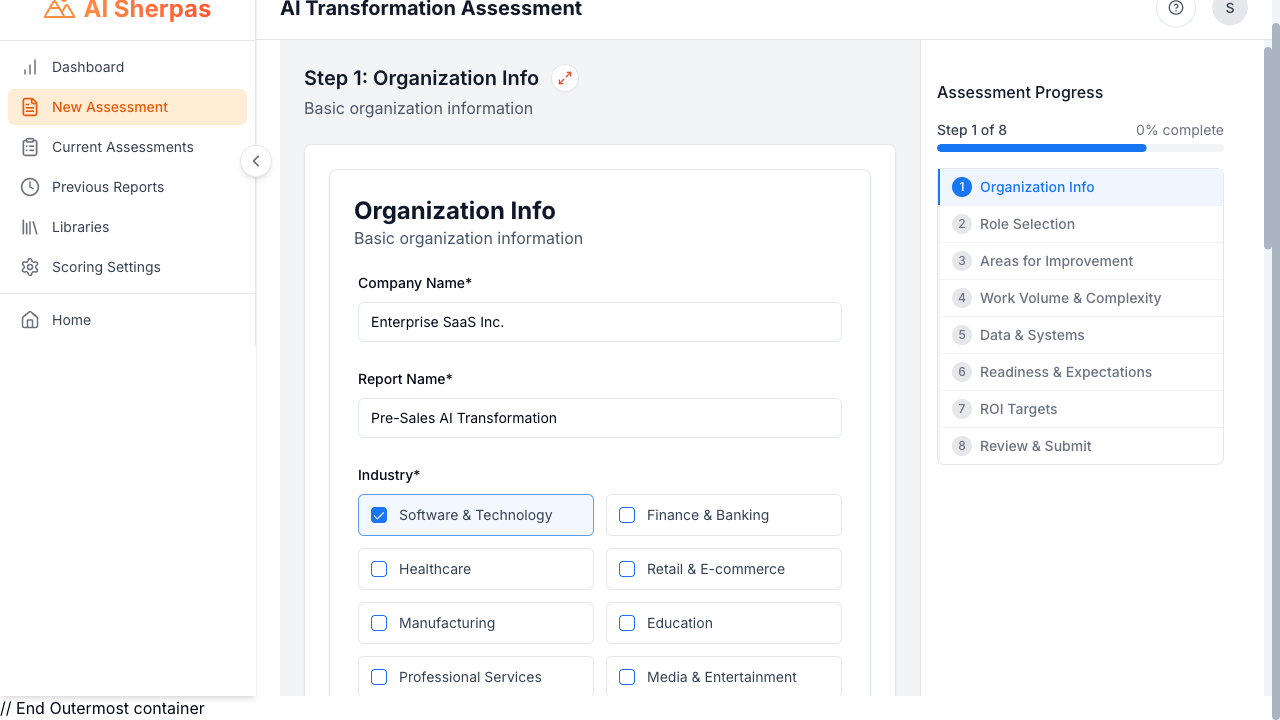 AI Sherpas
AI Transformation Assessment
S
Dashboard
New Assessment
Current Assessments
Previous Reports
Libraries
Scoring Settings
Home
Step 1: Organization Info
Basic organization information
Organization Info
Basic organization information
Company Name*
Enterprise SaaS Inc.
Report Name*
Pre-Sales AI Transformation
Industry*
Software & Technology
Finance & Banking
Healthcare
Retail & E-commerce
Manufacturing
Education
Professional Services
Media & Entertainment
Assessment Progress
Step 1 of 8
0% complete
1 Organization Info
2 Role Selection
3 Areas for Improvement
4 Work Volume & Complexity
5 Data & Systems
6 Readiness & Expectations
7 ROI Targets
8 Review & Submit
// End Outermost container